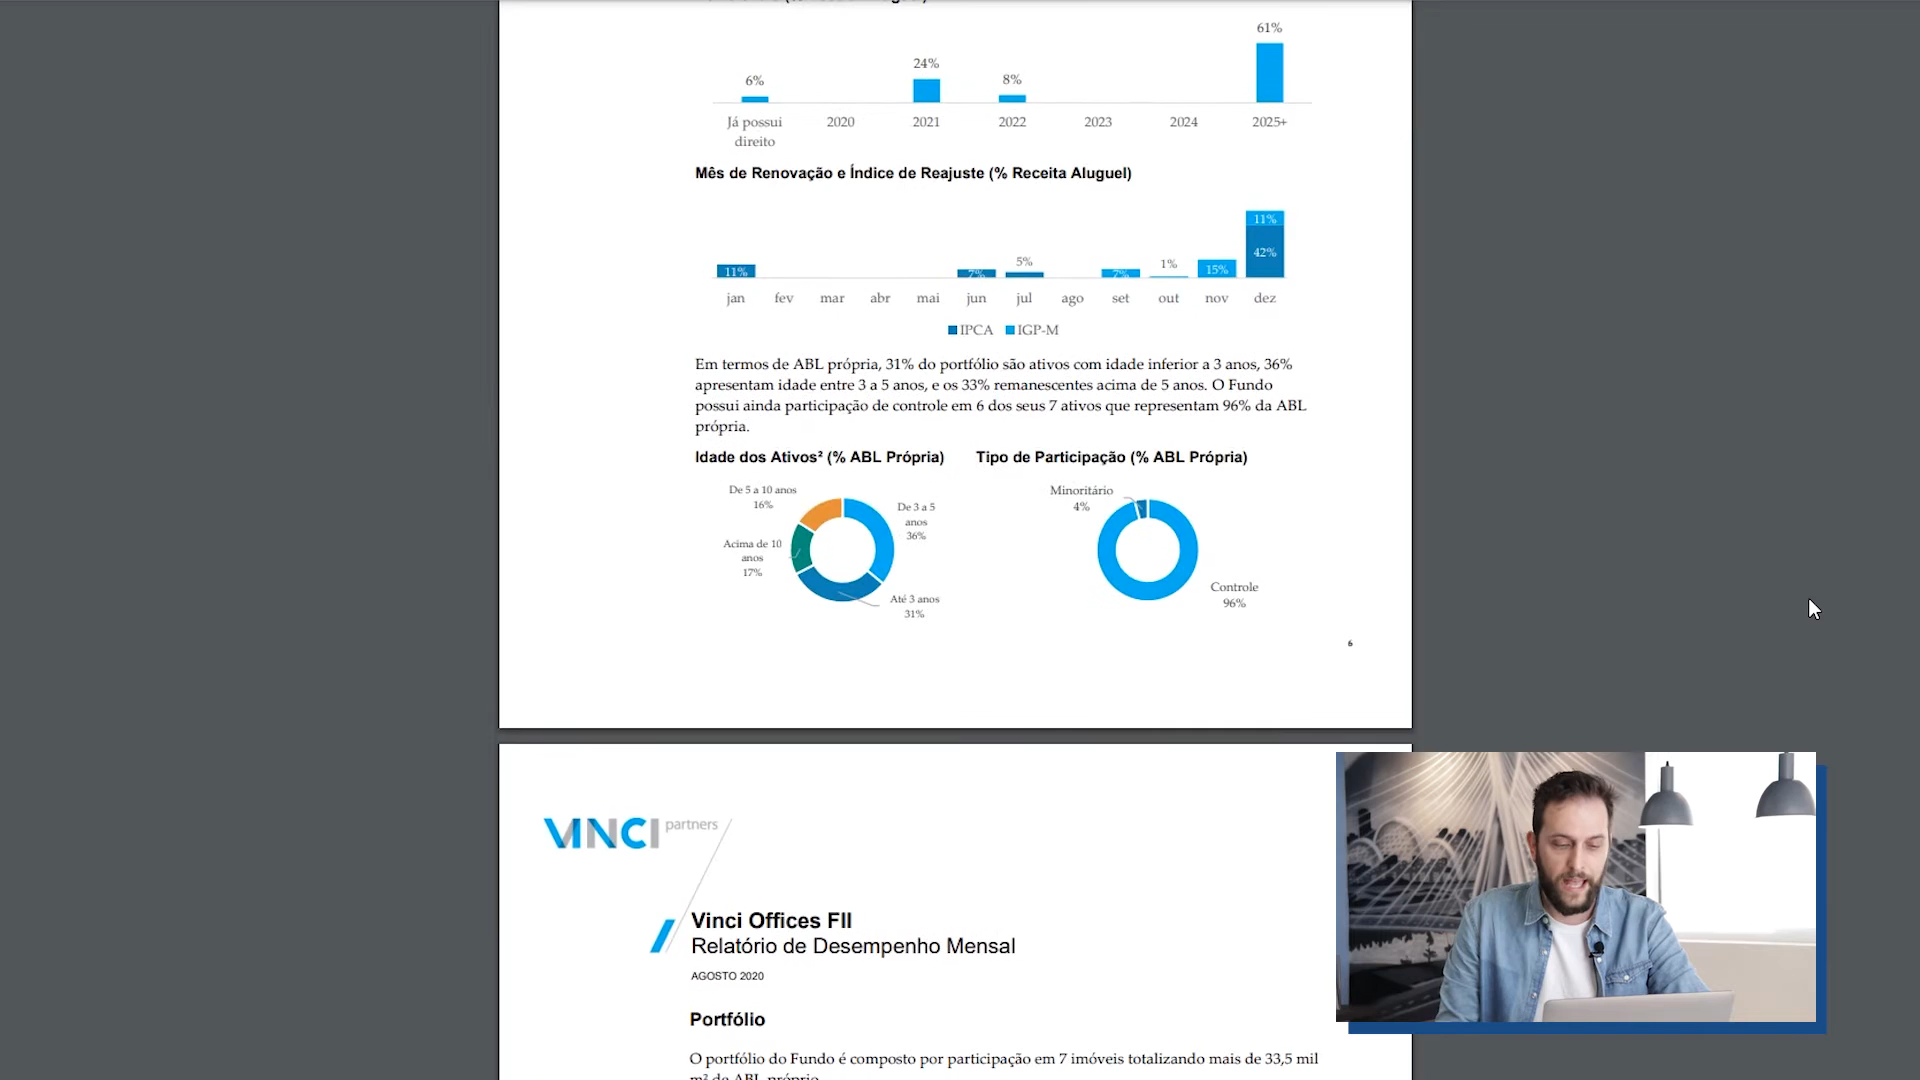 61%
24%
6%
8%
Já possui
direito
2020
2021
2022
2023
2024
2025+
Mês de Renovação e Índice de Reajuste (% Receita Aluguel)
11%
42%
11%
7%
5%
7%
1%
15%
jan fev mar abr mai jun jul ago set out nov dez
IPCA IGP-M
Em termos de ABL própria, 31% do portfólio são ativos com idade inferior a 3 anos, 36%
apresentam idade entre 3 a 5 anos, e os 33% remanescentes acima de 5 anos. O Fundo
possui ainda participação de controle em 6 dos seus 7 ativos que representam 96% da ABL
própria.
Idade dos Ativos² (% ABL Própria)
De 5 a 10 anos
16%
De 3 a 5
anos
36%
Acima de 10
anos
17%
Até 3 anos
31%
Tipo de Participação (% ABL Própria)
Minoritário
4%
Controle
96%
6
VINCI partners
Vinci Offices FII
Relatório de Desempenho Mensal
AGOSTO 2020
Portfólio
O portfólio do Fundo é composto por participação em 7 imóveis totalizando mais de 33,5 mil
m² de ABL próprio